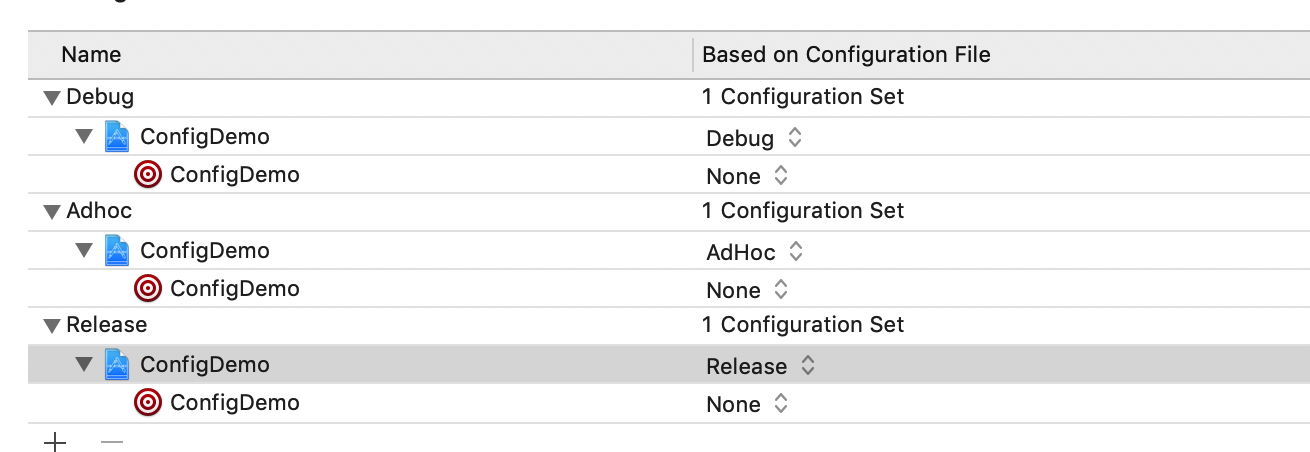 Name Based on Configuration File
Debug 1 Configuration Set
ConfigDemo Debug
ConfigDemo None
Adhoc 1 Configuration Set
ConfigDemo AdHoc
ConfigDemo None
Release 1 Configuration Set
ConfigDemo Release
ConfigDemo None